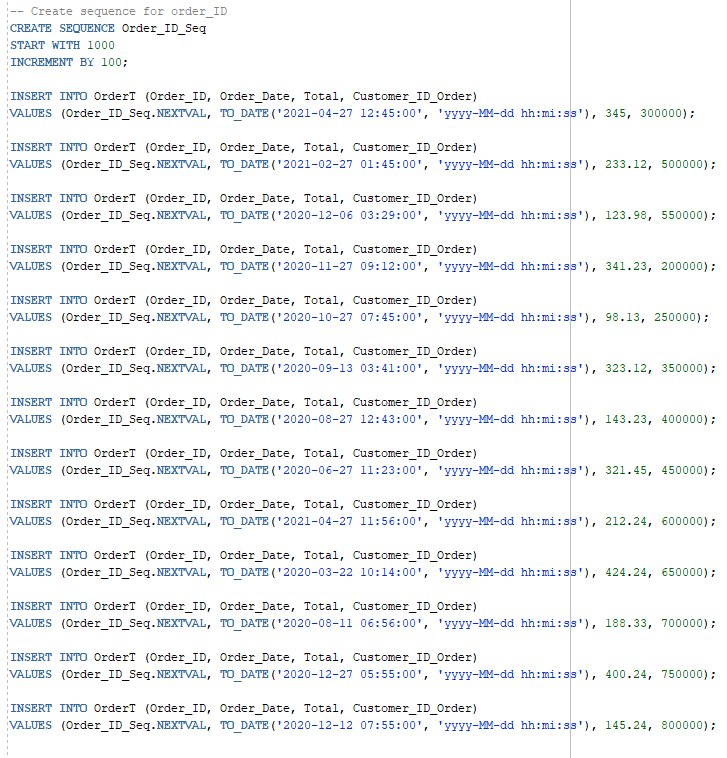 -- Create sequence for order_ID
CREATE SEQUENCE Order_ID_Seq
START WITH 1000
INCREMENT BY 100;
INSERT INTO OrderT (Order_ID, Order_Date, Total, Customer_ID_Order)
VALUES (Order_ID_Seq.NEXTVAL, TO_DATE('2021-04-27 12:45:00', 'yyyy-MM-dd hh:mi:ss'), 345, 300000);
INSERT INTO OrderT (Order_ID, Order_Date, Total, Customer_ID_Order)
VALUES (Order_ID_Seq.NEXTVAL, TO_DATE('2021-02-27 01:45:00', 'yyyy-MM-dd hh:mi:ss'), 233.12, 500000);
INSERT INTO OrderT (Order_ID, Order_Date, Total, Customer_ID_Order)
VALUES (Order_ID_Seq.NEXTVAL, TO_DATE('2020-12-06 03:29:00', 'yyyy-MM-dd hh:mi:ss'), 123.98, 550000);
INSERT INTO OrderT (Order_ID, Order_Date, Total, Customer_ID_Order)
VALUES (Order_ID_Seq.NEXTVAL, TO_DATE('2020-11-27 09:12:00', 'yyyy-MM-dd hh:mi:ss'), 341.23, 200000);
INSERT INTO OrderT (Order_ID, Order_Date, Total, Customer_ID_Order)
VALUES (Order_ID_Seq.NEXTVAL, TO_DATE('2020-10-27 07:45:00', 'yyyy-MM-dd hh:mi:ss'), 98.13, 250000);
INSERT INTO OrderT (Order_ID, Order_Date, Total, Customer_ID_Order)
VALUES (Order_ID_Seq.NEXTVAL, TO_DATE('2020-09-13 03:41:00', 'yyyy-MM-dd hh:mi:ss'), 323.12, 350000);
INSERT INTO OrderT (Order_ID, Order_Date, Total, Customer_ID_Order)
VALUES (Order_ID_Seq.NEXTVAL, TO_DATE('2020-08-27 12:43:00', 'yyyy-MM-dd hh:mi:ss'), 143.23, 400000);
INSERT INTO OrderT (Order_ID, Order_Date, Total, Customer_ID_Order)
VALUES (Order_ID_Seq.NEXTVAL, TO_DATE('2020-06-27 11:23:00', 'yyyy-MM-dd hh:mi:ss'), 321.45, 450000);
INSERT INTO OrderT (Order_ID, Order_Date, Total, Customer_ID_Order)
VALUES (Order_ID_Seq.NEXTVAL, TO_DATE('2021-04-27 11:56:00', 'yyyy-MM-dd hh:mi:ss'), 212.24, 600000);
INSERT INTO OrderT (Order_ID, Order_Date, Total, Customer_ID_Order)
VALUES (Order_ID_Seq.NEXTVAL, TO_DATE('2020-03-22 10:14:00', 'yyyy-MM-dd hh:mi:ss'), 424.24, 650000);
INSERT INTO OrderT (Order_ID, Order_Date, Total, Customer_ID_Order)
VALUES (Order_ID_Seq.NEXTVAL, TO_DATE('2020-08-11 06:56:00', 'yyyy-MM-dd hh:mi:ss'), 188.33, 700000);
INSERT INTO OrderT (Order_ID, Order_Date, Total, Customer_ID_Order)
VALUES (Order_ID_Seq.NEXTVAL, TO_DATE('2020-12-27 05:55:00', 'yyyy-MM-dd hh:mi:ss'), 400.24, 750000);
INSERT INTO OrderT (Order_ID, Order_Date, Total, Customer_ID_Order)
VALUES (Order_ID_Seq.NEXTVAL, TO_DATE('2020-12-12 07:55:00', 'yyyy-MM-dd hh:mi:ss'), 145.24, 800000);